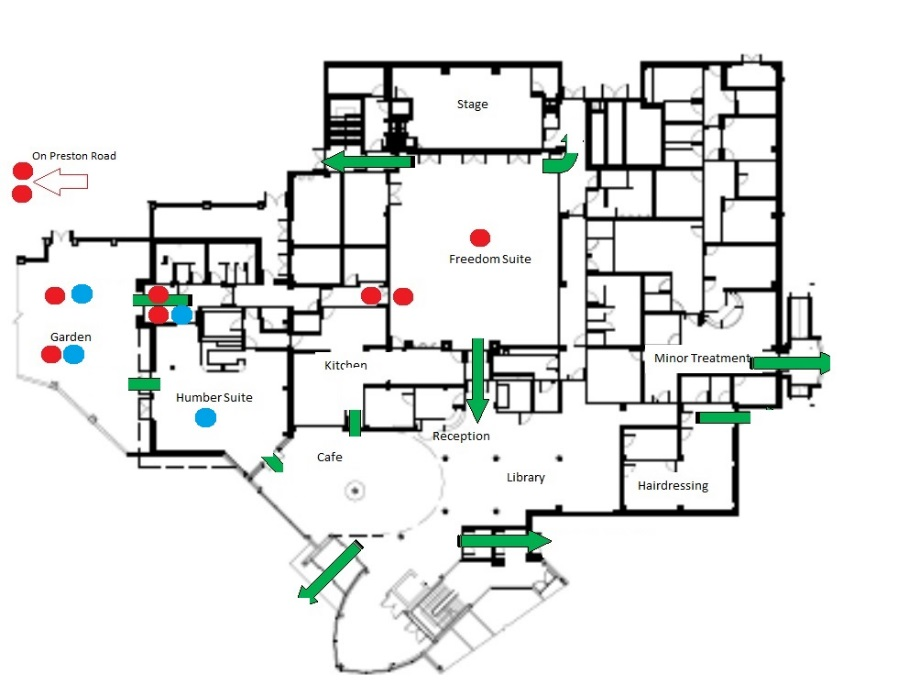 Stage
On Preston Road
Freedom Suite
Garden
Kitchen
Minor Treatment
Humber Suite
Reception
Cafe
Library
Hairdressing